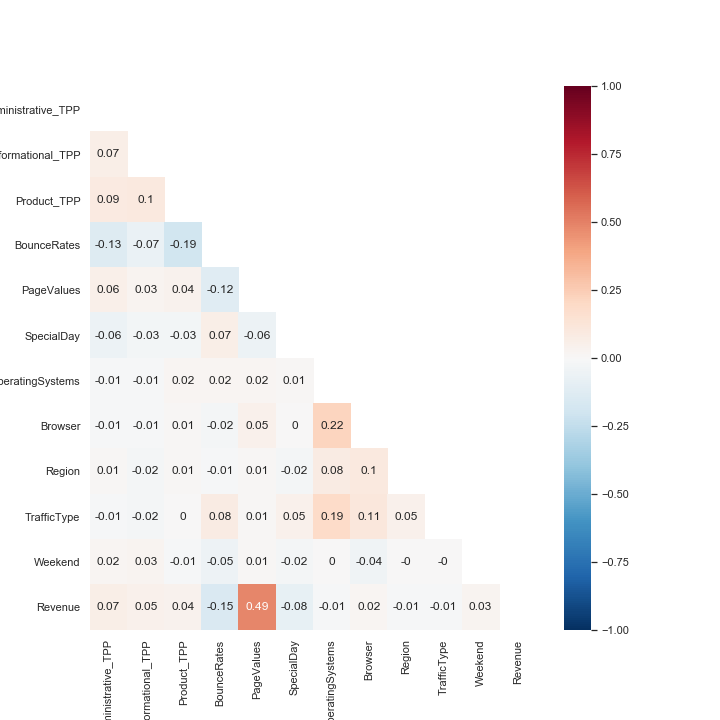 ministrative_TPP
formational_TPP 0.07
Product_TPP 0.09 0.1
BounceRates -0.13 -0.07 -0.19
PageValues 0.06 0.03 0.04 -0.12
SpecialDay -0.06 -0.03 -0.03 0.07 -0.06
peratingSystems -0.01 -0.01 0.02 0.02 0.02 0.01
Browser -0.01 -0.01 0.01 -0.02 0.05 0 0.22
Region 0.01 -0.02 0.01 -0.01 0.01 -0.02 0.08 0.1
TrafficType -0.01 -0.02 0 0.08 0.01 0.05 0.19 0.11 0.05
Weekend 0.02 0.03 -0.01 -0.05 0.01 -0.02 0 -0.04 -0 -0
Revenue 0.07 0.05 0.04 -0.15 0.49 -0.08 -0.01 0.02 -0.01 -0.01 0.03
ministrative_TPP
ormational_TPP
Product_TPP
BounceRates
PageValues
SpecialDay
eratingSystems
Browser
Region
TrafficType
Weekend
Revenue
1.00
0.75
0.50
0.25
0.00
−0.25
−0.50
−0.75
−1.00